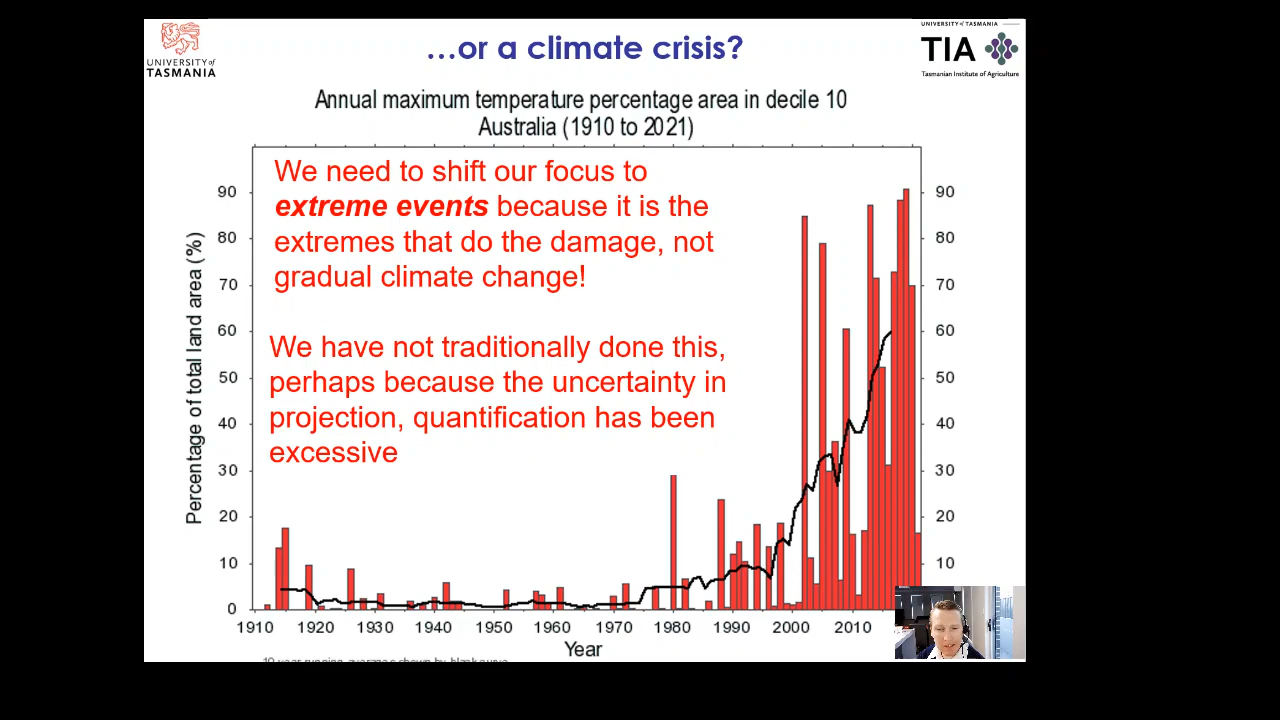 UNIVERSITY of
TASMANIA
…or a climate crisis?
UNIVERSITY of TASMANIA
TIA
Tasmanian Institute of Agriculture
Annual maximum temperature percentage area in decile 10
Australia (1910 to 2021)
We need to shift our focus to
extreme events because it is the
extremes that do the damage, not
gradual climate change!
We have not traditionally done this,
perhaps because the uncertainty in
projection, quantification has been
excessive
Percentage of total land area (%)
90
80
70
60
50
40
30
20
10
0
90
80
70
60
50
40
30
20
10
1910
1920
1930
1940
1950
1960
1970
1980
1990
2000
2010
Year